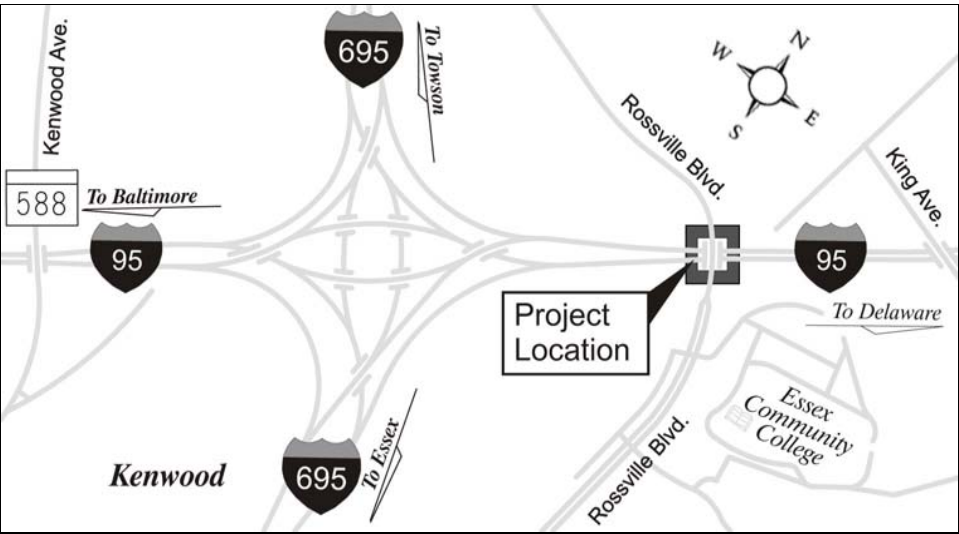 Kenwood Ave.
695
To Towson
N
W
E
S
Rossville Blvd.
King Ave.
588
To Baltimore
95
95
To Delaware
Project
Location
Essex
Community
College
Rossville Blvd.
To Essex
695
Kenwood